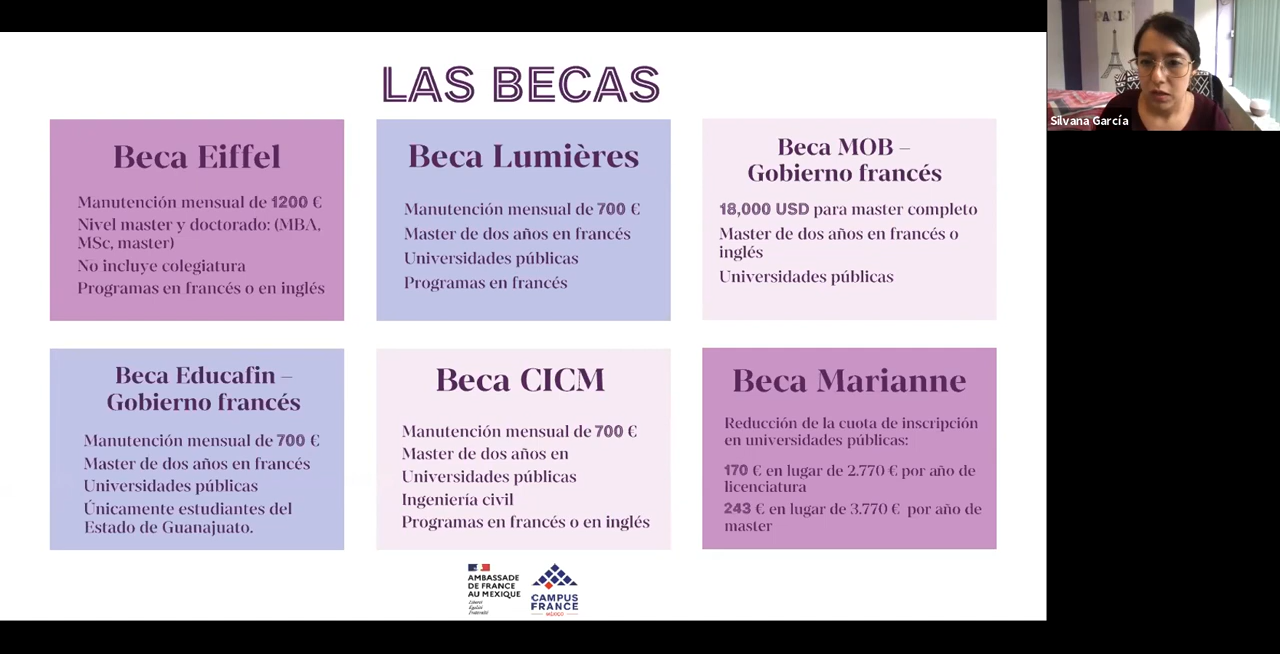 LAS BECAS
Beca Eiffel
Manutención mensual de 1200 €
Nivel master y doctorado: (MBA,
MSc, master)
No incluye colegiatura
Programas en francés o en inglés
Beca Lumières
Manutención mensual de 700 €
Master de dos años en francés
Universidades públicas
Programas en francés
Beca MOB –
Gobierno francés
18,000 USD para master completo
Master de dos años en francés o
inglés
Universidades públicas
Beca Educafin –
Gobierno francés
Manutención mensual de 700 €
Master de dos años en francés
Universidades públicas
Únicamente estudiantes del
Estado de Guanajuato.
Beca CICM
Manutención mensual de 700 €
Master de dos años en
Universidades públicas
Ingeniería civil
Programas en francés o en inglés
Beca Marianne
Reducción de la cuota de inscripción
en universidades públicas:
170 € en lugar de 2.770 € por año de
licenciatura
243 € en lugar de 3.770 € por año de
master
AMBASSADE
DE FRANCE
AU MEXIQUE
Liberté
Égalité
Fraternité
CAMPUS
FRANCE
MÉXICO
PARIS
Silvana García